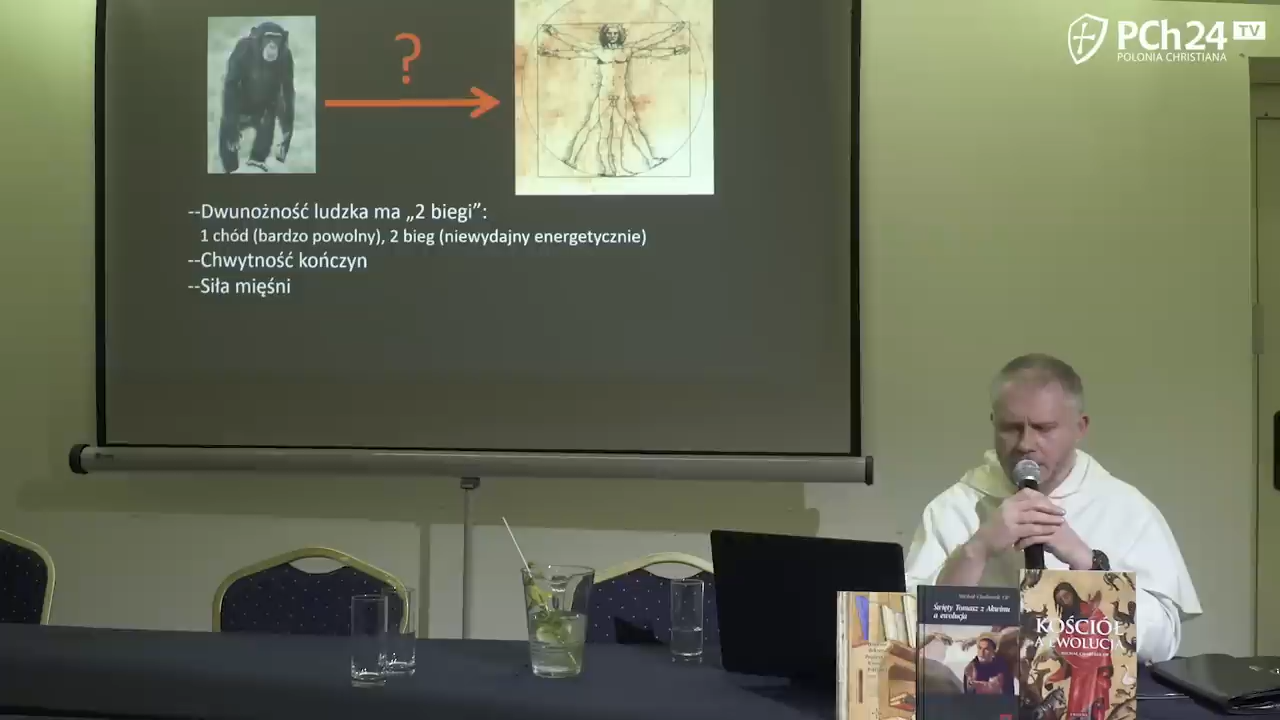 PCh24 TV
POLONIA CHRISTIANA
?
--Dwunożność ludzka ma „2 biegi”:
1 chód (bardzo powolny), 2 bieg (niewydajny energetycznie)
--Chwytność kończyn
--Siła mięśni
Święty Tomasz z Akwinu
a ewolucja
KOŚCIÓŁ
A EWOLUCJA